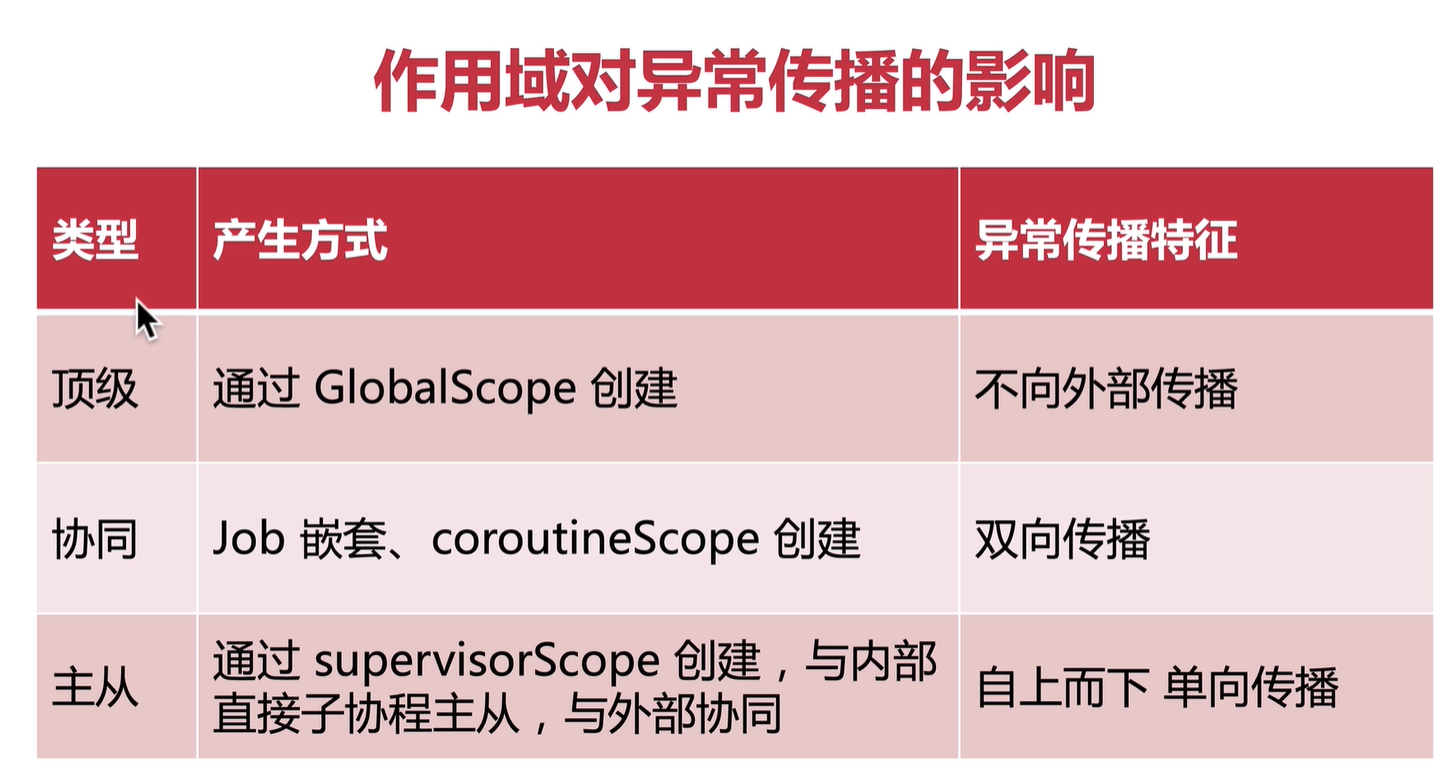 作用域对异常传播的影响
类型 产生方式 异常传播特征
顶级 通过 GlobalScope 创建 不向外部传播
协同 Job 嵌套、coroutineScope 创建 双向传播
主从 通过 supervisorScope 创建，与内部
直接子协程主从，与外部协同 自上而下 单向传播